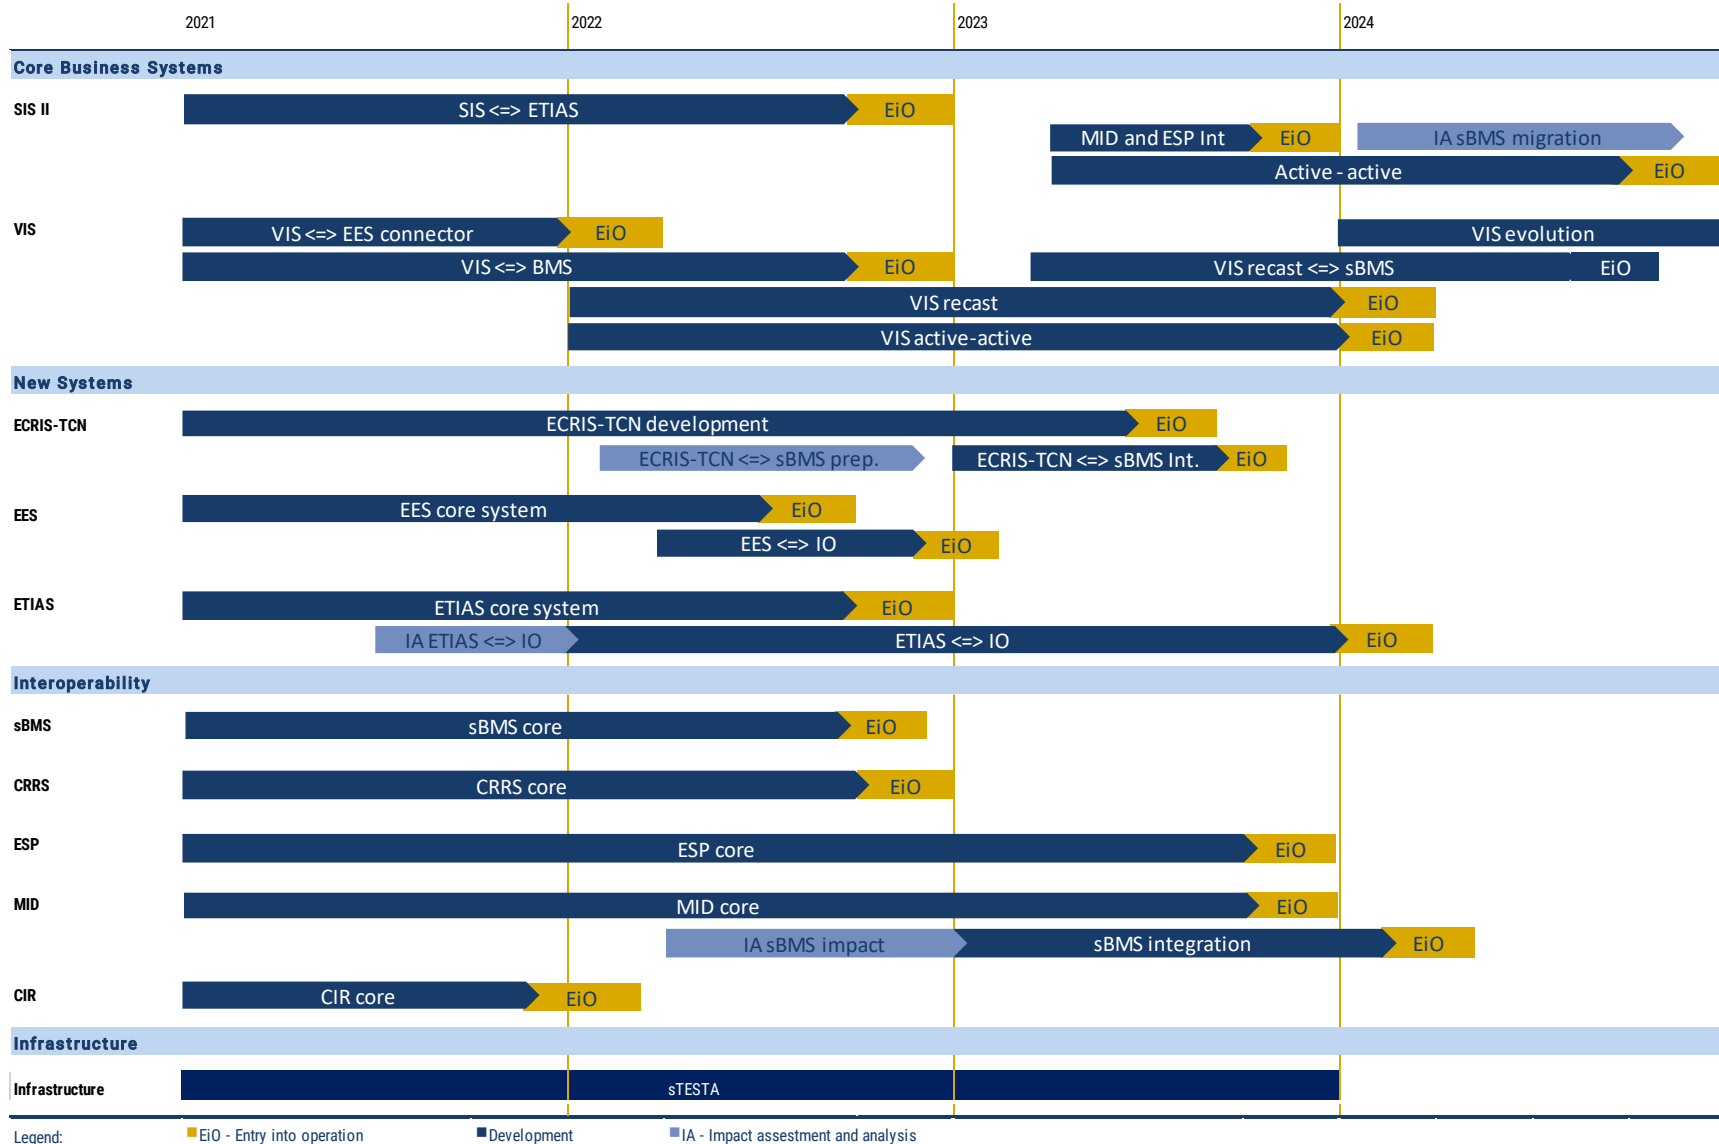 2021 2022 2023 2024
Core Business Systems
SIS II
SIS <=> ETIAS EiO
MID and ESP Int EiO IA sBMS migration
Active - active EiO
VIS
VIS <=> EES connector EiO VIS evolution
VIS <=> BMS EiO VIS recast <=> sBMS EiO
VIS recast EiO
VIS active-active EiO
New Systems
ECRIS-TCN
ECRIS-TCN development EiO
ECRIS-TCN <=> sBMS prep. ECRIS-TCN <=> sBMS Int. EiO
EES
EES core system EiO
EES <=> IO EiO
ETIAS
ETIAS core system EiO
IA ETIAS <=> IO ETIAS <=> IO EiO
Interoperability
sBMS
sBMS core EiO
CRRS
CRRS core EiO
ESP
ESP core EiO
MID
MID core EiO
IA sBMS impact sBMS integration EiO
CIR
CIR core EiO
Infrastructure
Infrastructure
sTESTA
Legend: EiO - Entry into operation Development IA - Impact assestment and analysis